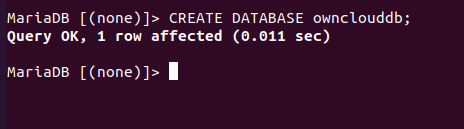 MariaDB [(none)]> CREATE DATABASE ownclouddb;
Query OK, 1 row affected (0.011 sec)
MariaDB [(none)]>